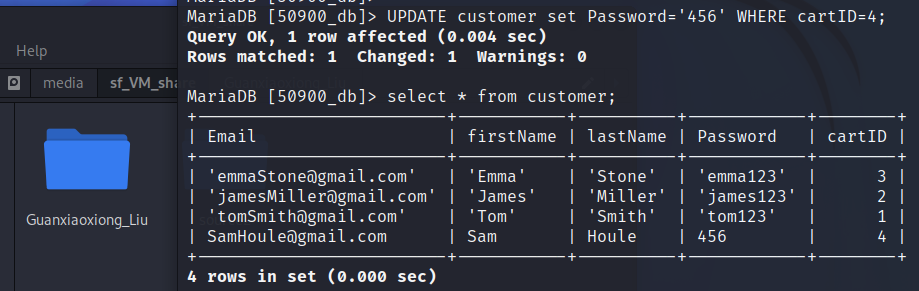 MariaDB [50900_db]> UPDATE customer set Password='456' WHERE cartID=4;
Query OK, 1 row affected (0.004 sec)
Rows matched: 1  Changed: 1  Warnings: 0
MariaDB [50900_db]> select * from customer;
+------------------------+-----------+----------+------------+--------+
| Email                  | firstName | lastName | Password   | cartID |
+------------------------+-----------+----------+------------+--------+
| 'emmaStone@gmail.com'   | 'Emma'    | 'Stone'  | 'emma123'  |      3 |
| 'jamesMiller@gmail.com' | 'James'   | 'Miller' | 'james123' |      2 |
| 'tomSmith@gmail.com'    | 'Tom'     | 'Smith'  | 'tom123'   |      1 |
| SamHoule@gmail.com      | Sam       | Houle    | 456        |      4 |
+------------------------+-----------+----------+------------+--------+
4 rows in set (0.000 sec)
Help
media
sf_VM_sh
Guanxiaoxiong_Liu